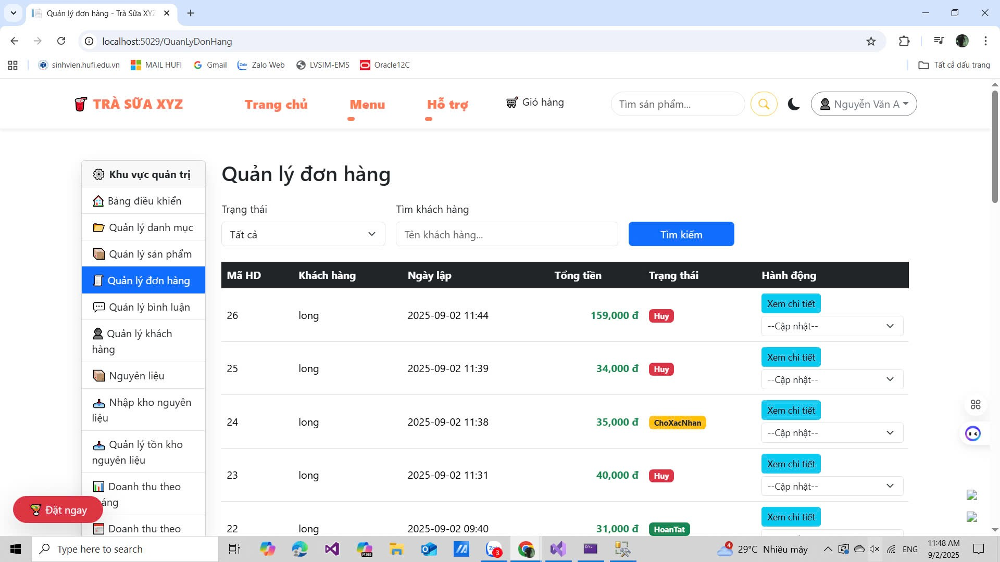 Quản lý đơn hàng - Trà Sữa XYZ
localhost:5029/QuanLyDonHang
sinhvien.hufi.edu.vn
MAIL HUFI
Gmail
Zalo Web
LVSIM-EMS
Oracle12C
Tất cả dấu trang
TRÀ SỮA XYZ
Trang chủ
Menu
Hỗ trợ
Giỏ hàng
Tìm sản phẩm...
Nguyễn Văn A
Khu vực quản trị
Bảng điều khiển
Quản lý danh mục
Quản lý sản phẩm
Quản lý đơn hàng
Quản lý bình luận
Quản lý khách
hàng
Nguyên liệu
Nhập kho nguyên
liệu
Quản lý tồn kho
nguyên liệu
Doanh thu theo
áng
Doanh thu theo
Đặt ngay
Quản lý đơn hàng
Trạng thái
Tìm khách hàng
Tất cả
Tên khách hàng...
Tìm kiếm
Mã HD Khách hàng Ngày lập Tổng tiền Trạng thái Hành động
26 long 2025-09-02 11:44 159,000 đ Huy Xem chi tiết
--Cập nhật--
25 long 2025-09-02 11:39 34,000 đ Huy Xem chi tiết
--Cập nhật--
24 long 2025-09-02 11:38 35,000 đ ChoXacNhan Xem chi tiết
--Cập nhật--
23 long 2025-09-02 11:31 40,000 đ Huy Xem chi tiết
--Cập nhật--
22 long 2025-09-02 09:40 31,000 đ HoanTat Xem chi tiết
Type here to search
M365
Zalo
3
4
29°C Nhiều mây
ENG
11:48 AM
9/2/2025